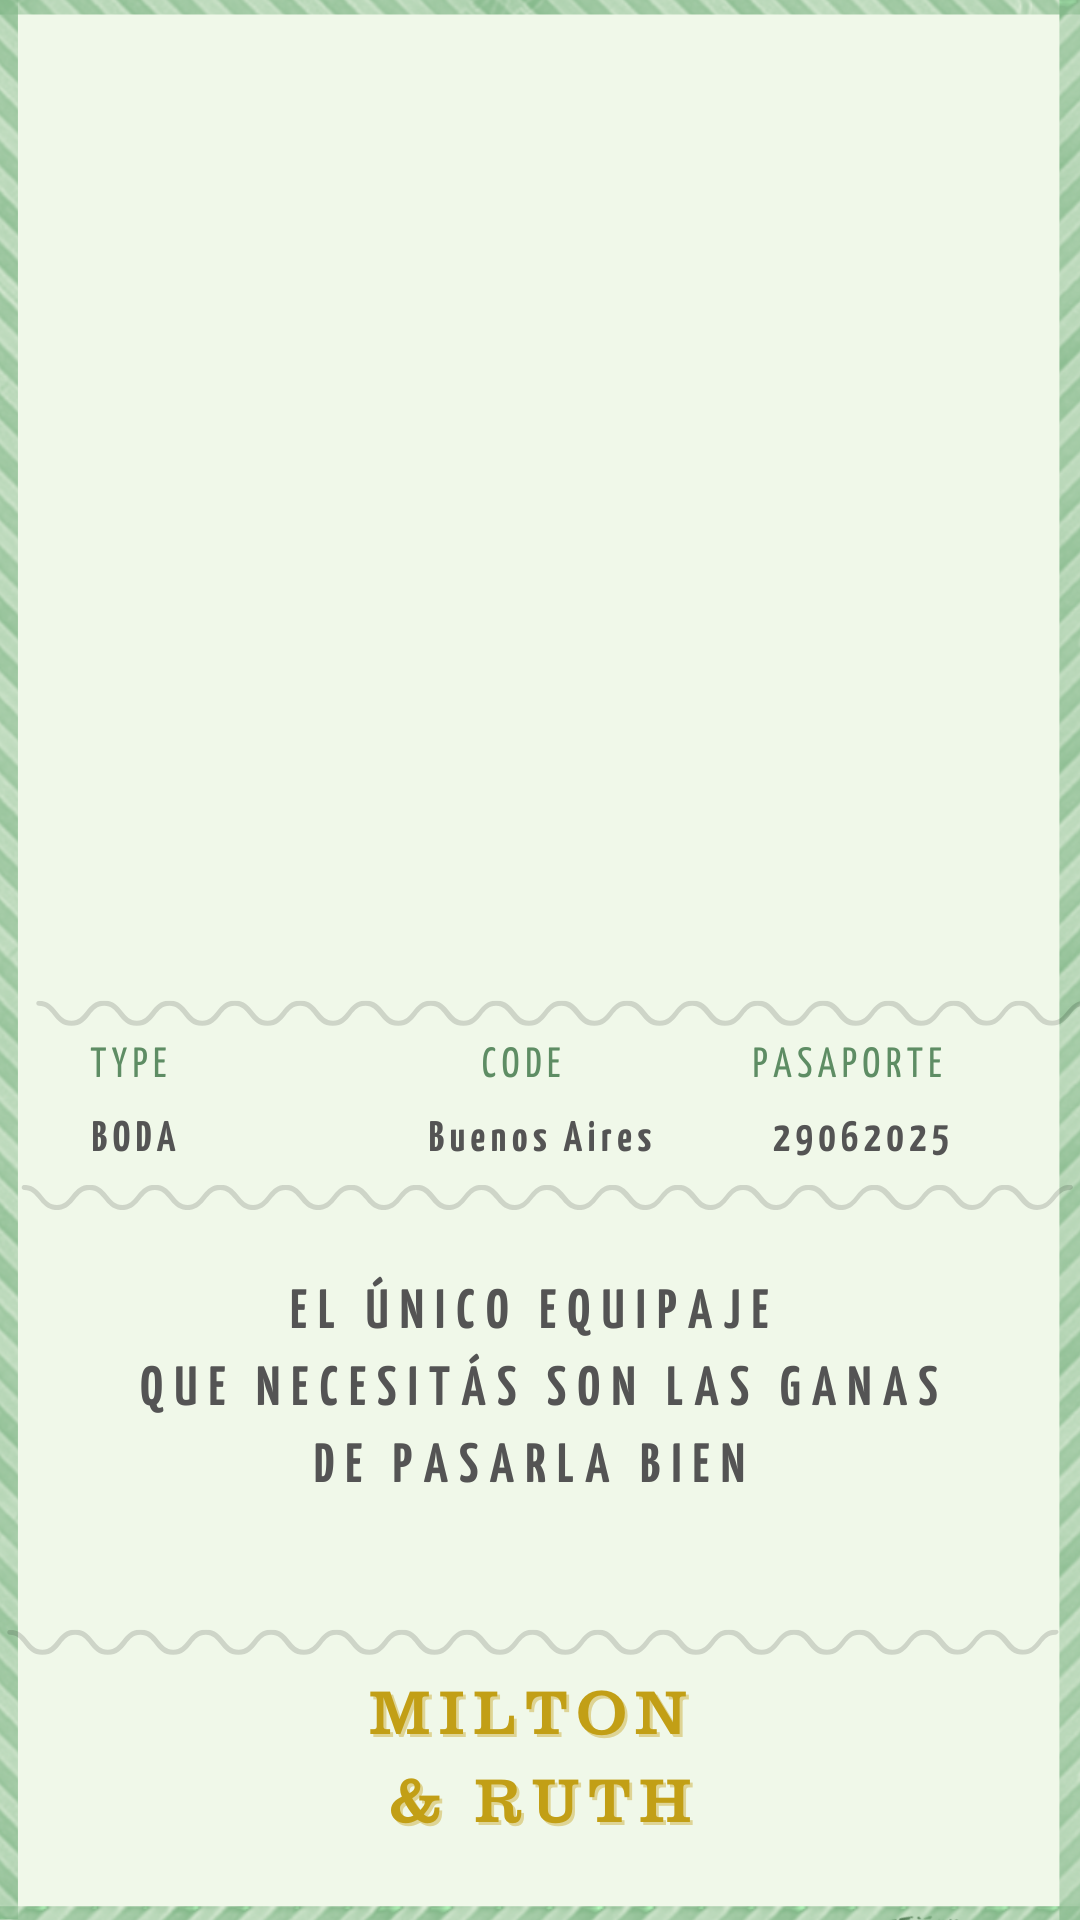 TYPE CODE PASAPORTE
BODA Buenos Aires 29062025
EL ÚNICO EQUIPAJE
QUE NECESITÁS SON LAS GANAS
DE PASARLA BIEN
MILTON
& RUTH